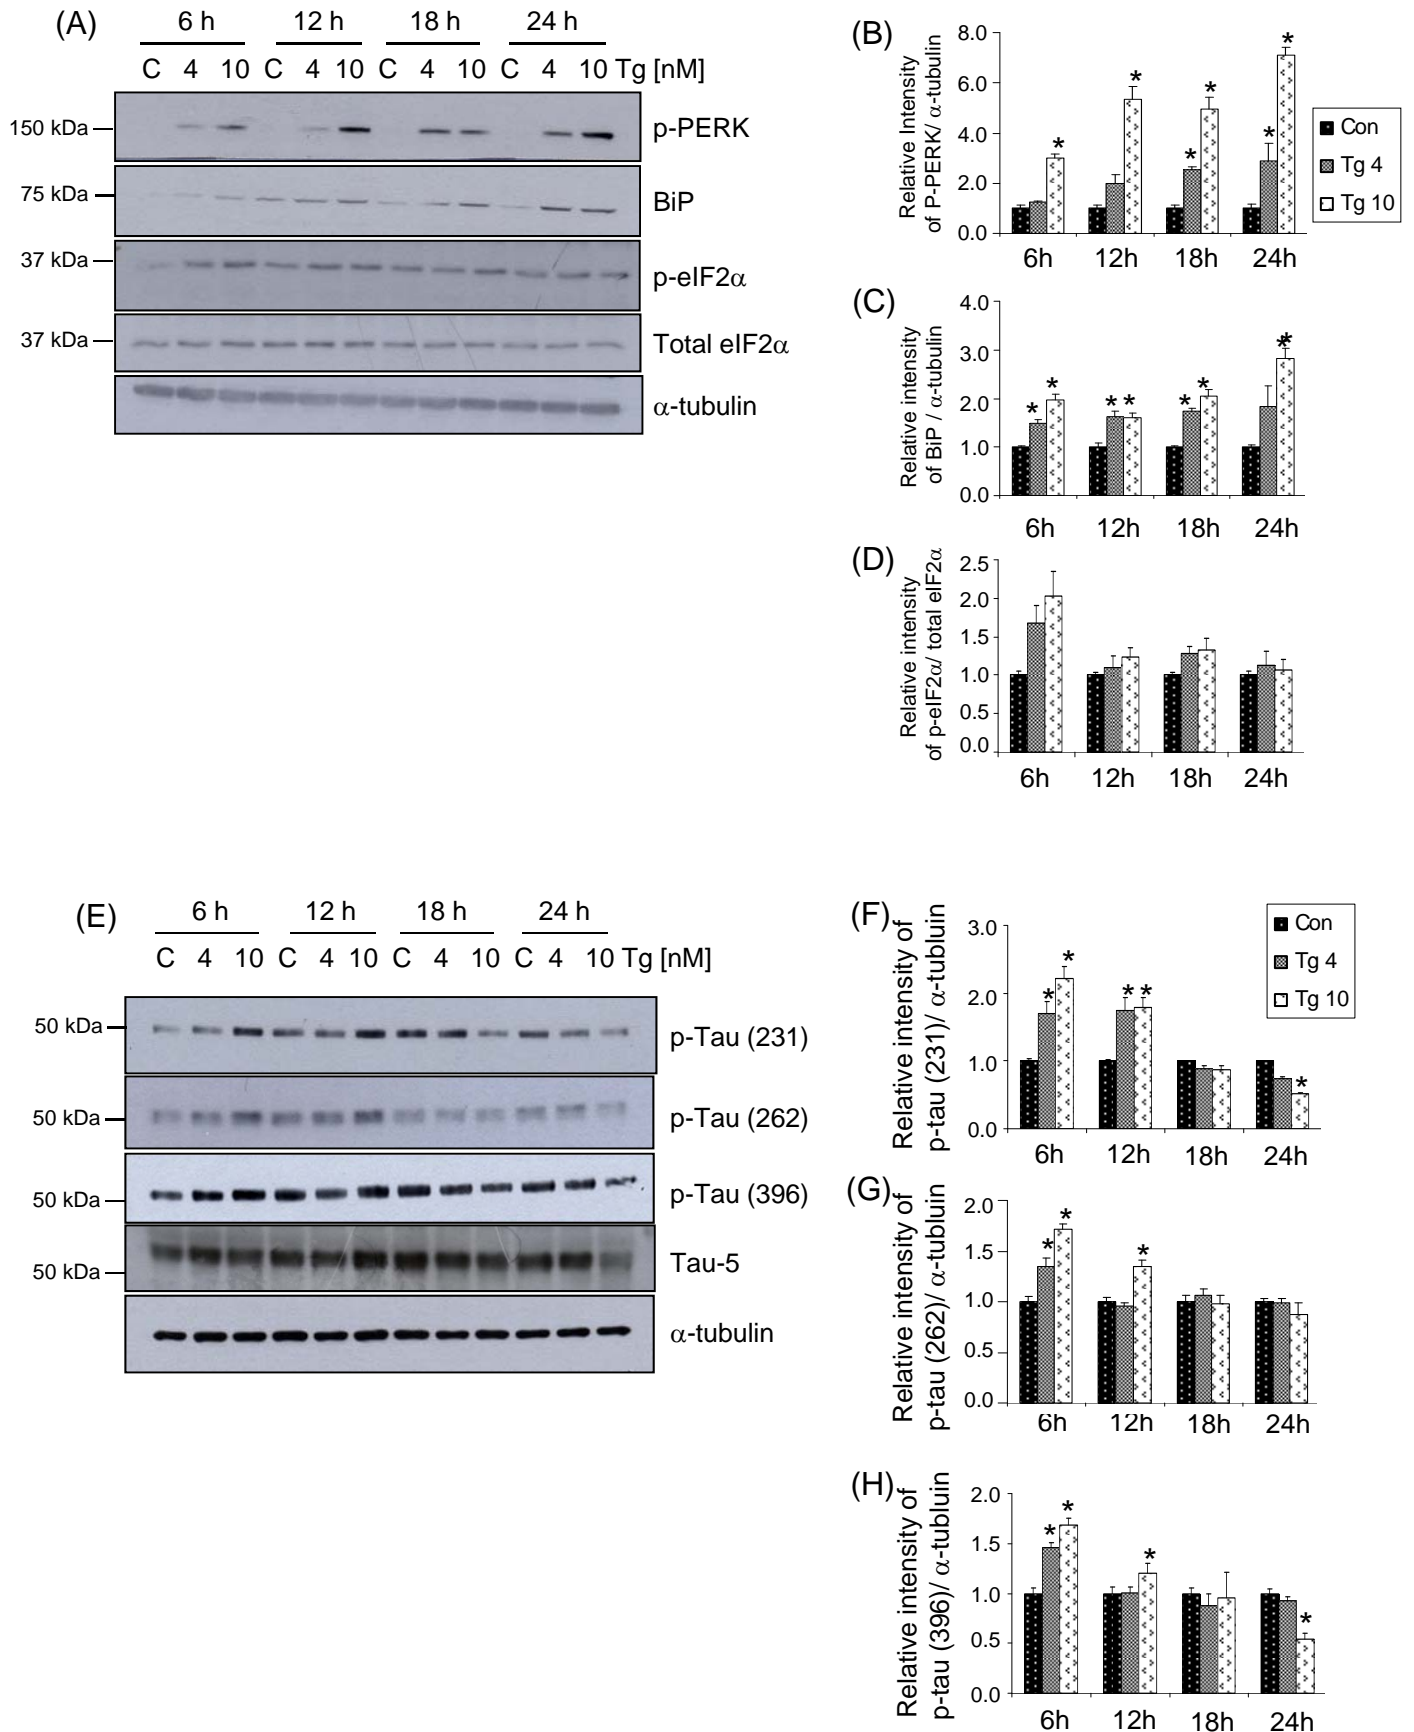 (A)
6 h 12 h 18 h 24 h
C 4 10 C 4 10 C 4 10 C 4 10 Tg [nM]
150 kDa p-PERK
75 kDa BiP
37 kDa p-eIF2α
37 kDa Total eIF2α
α-tubulin
(B)
Relative Intensity
of P-PERK/ α-tubulin
8.0
6.0
4.0
2.0
0.0
* * * * * *
6h 12h 18h 24h
Con
Tg 4
Tg 10
(C)
Relative intensity
of BiP / α-tubulin
4.0
3.0
2.0
1.0
0.0
* * * * * * * *
6h 12h 18h 24h
(D)
Relative intensity
of p-eIF2α/ total eIF2α
2.5
2.0
1.5
1.0
0.5
0.0
6h 12h 18h 24h
(E)
6 h 12 h 18 h 24 h
C 4 10 C 4 10 C 4 10 C 4 10 Tg [nM]
50 kDa p-Tau (231)
50 kDa p-Tau (262)
50 kDa p-Tau (396)
50 kDa Tau-5
α-tubulin
(F)
Relative intensity of
p-tau (231)/ α-tubluin
3.0
2.0
1.0
0.0
* * * * *
6h 12h 18h 24h
Con
Tg 4
Tg 10
(G)
Relative intensity of
p-tau (262)/ α-tubluin
2.0
1.5
1.0
0.5
0.0
* * *
6h 12h 18h 24h
(H)
Relative intensity of
p-tau (396)/ α-tubluin
2.0
1.5
1.0
0.5
0.0
* * * *
6h 12h 18h 24h